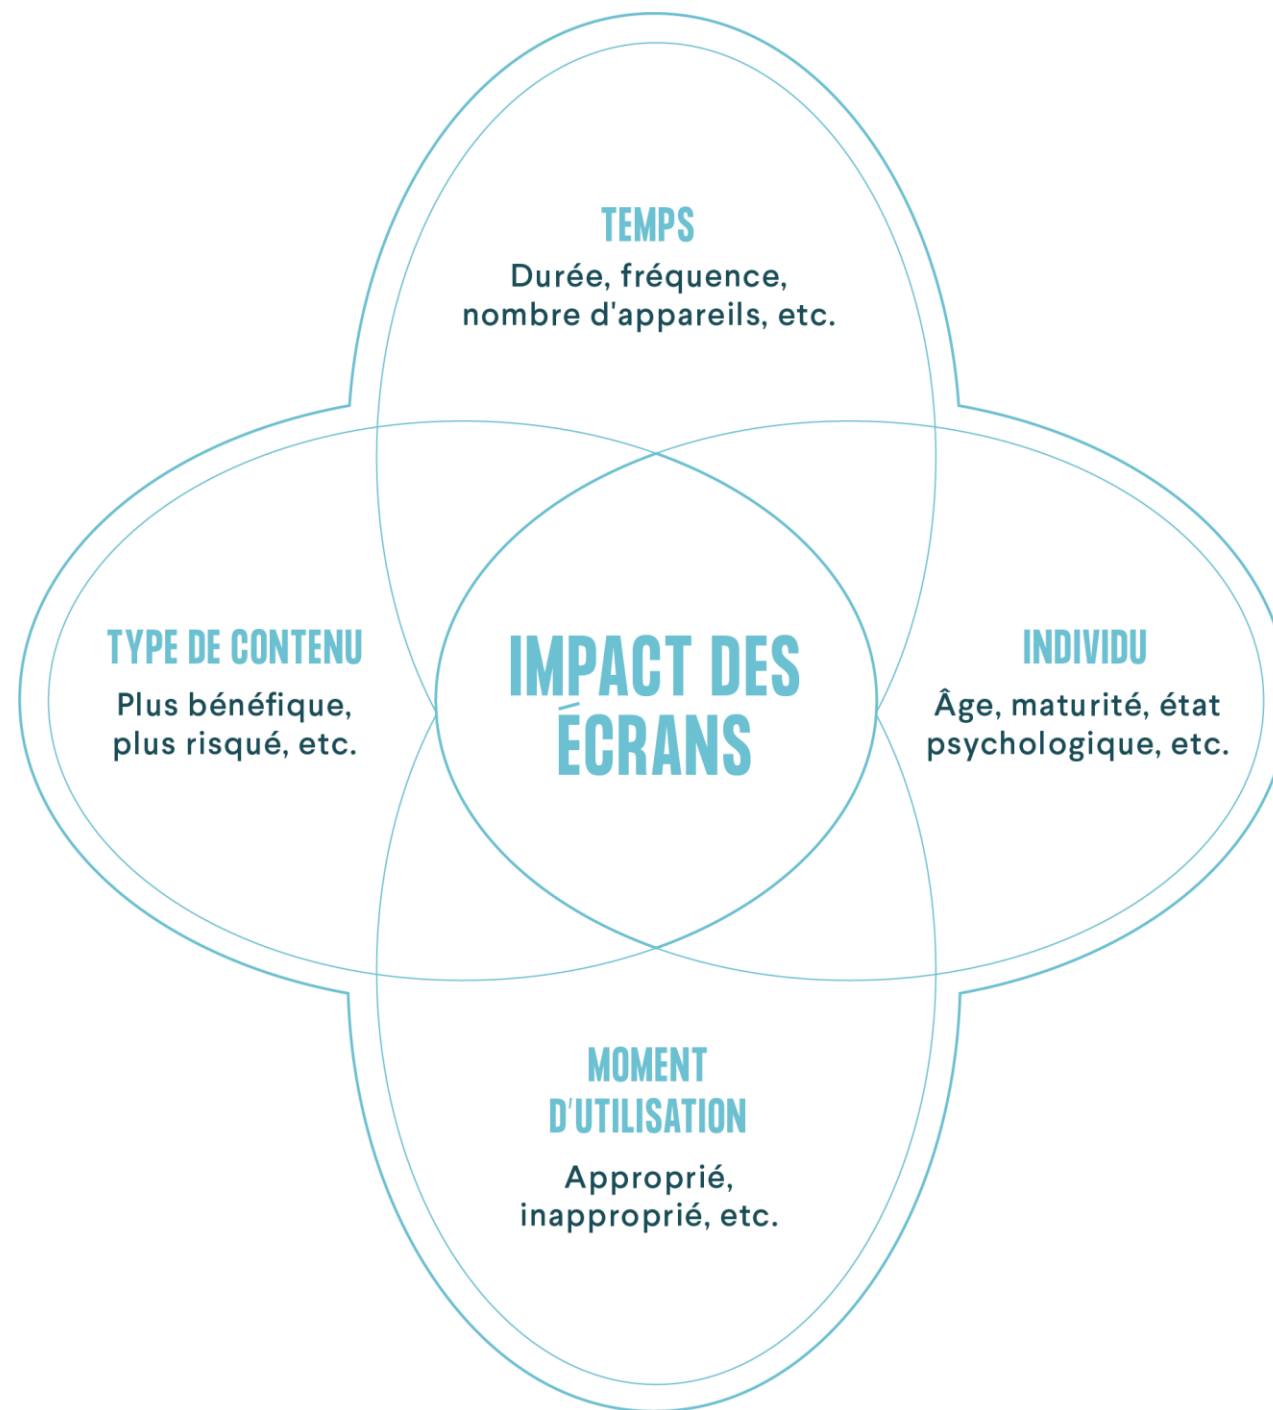 TEMPS
Durée, fréquence,
nombre d'appareils, etc.
TYPE DE CONTENU
Plus bénéfique,
plus risqué, etc.
IMPACT DES
ÉCRANS
INDIVIDU
Âge, maturité, état
psychologique, etc.
MOMENT
D'UTILISATION
Approprié,
inapproprié, etc.